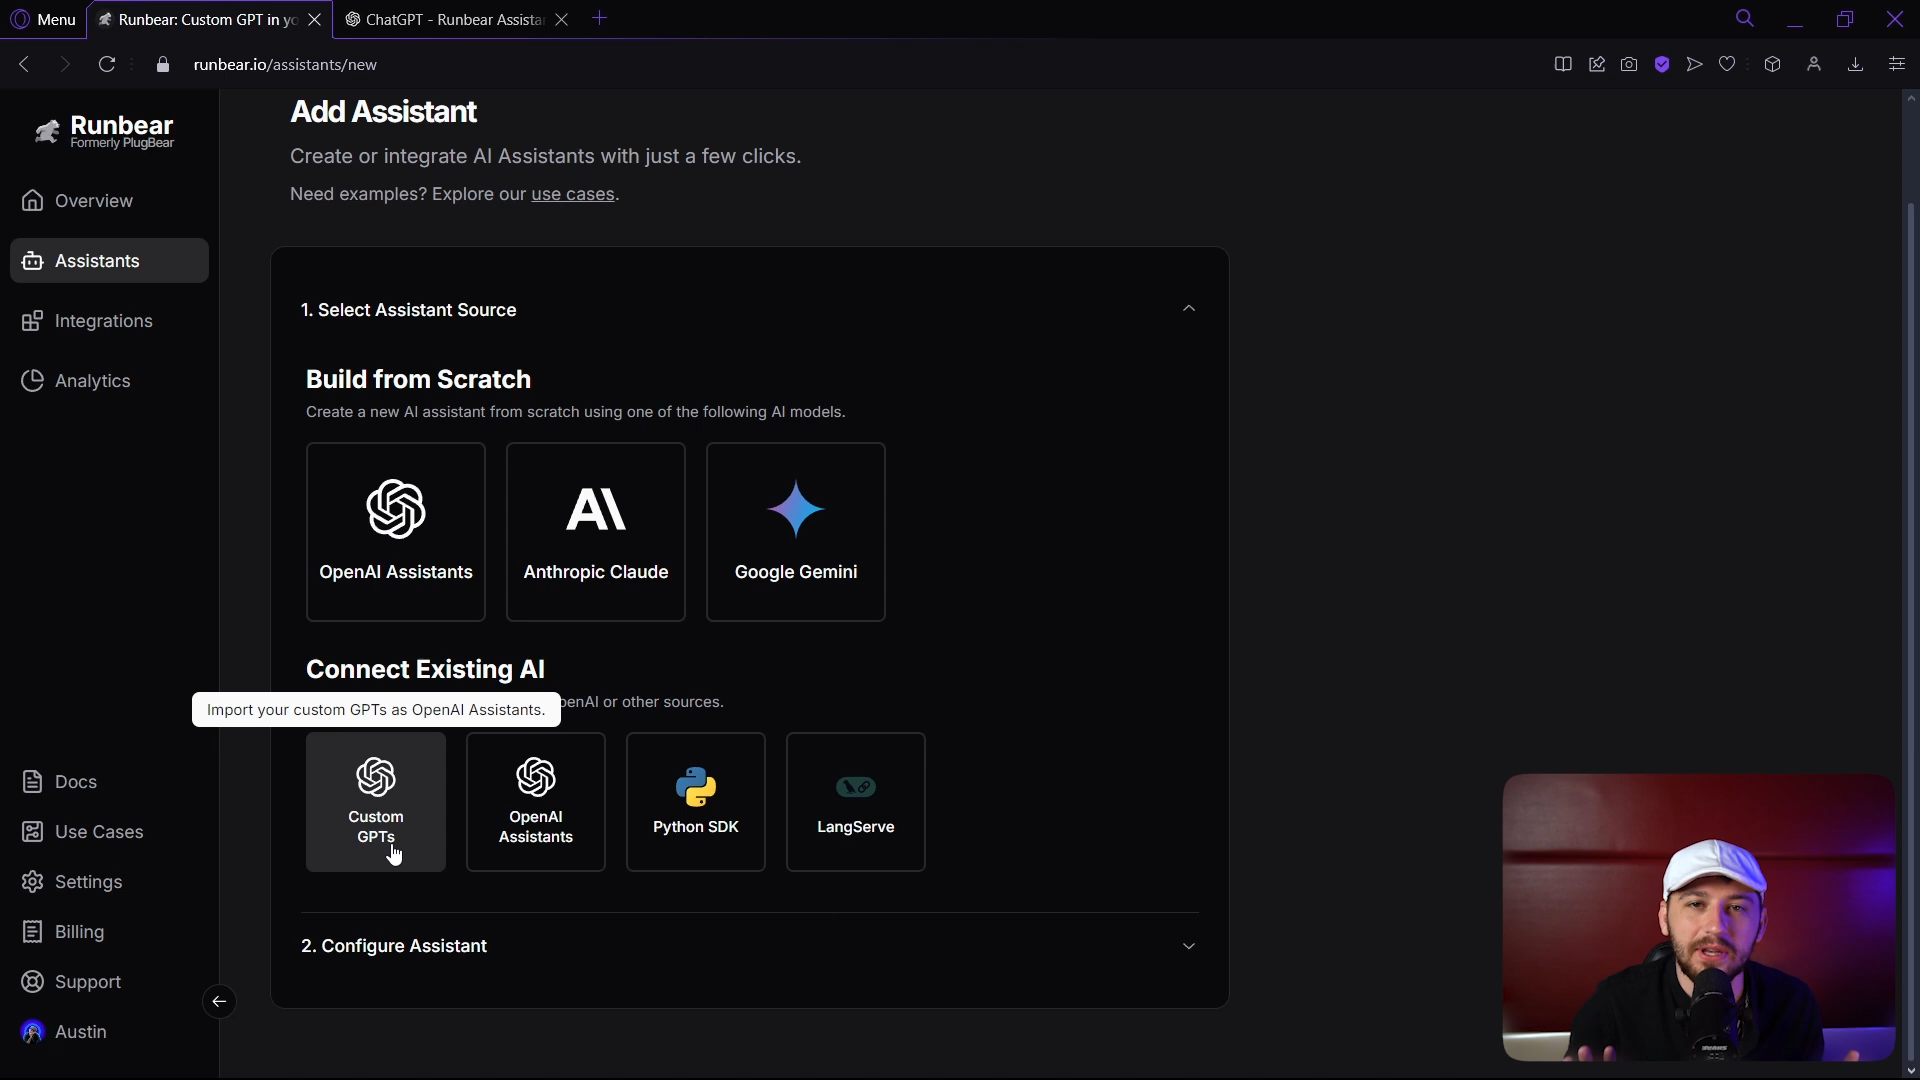 Menu
Runbear: Custom GPT in yo
ChatGPT - Runbear Assistan
runbear.io/assistants/new
Runbear
Formerly PlugBear
Overview
Assistants
Integrations
Analytics
Docs
Use Cases
Settings
Billing
Support
Austin
Add Assistant
Create or integrate AI Assistants with just a few clicks.
Need examples? Explore our use cases.
1. Select Assistant Source
Build from Scratch
Create a new AI assistant from scratch using one of the following AI models.
OpenAI Assistants
Anthropic Claude
Google Gemini
Connect Existing AI
Import your custom GPTs as OpenAI Assistants.
penAI or other sources.
Custom
GPTs
OpenAI
Assistants
Python SDK
LangServe
2. Configure Assistant